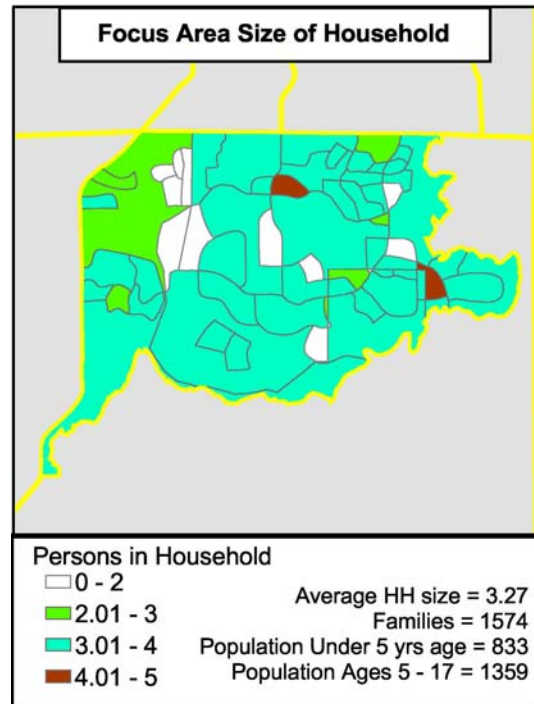 Focus Area Size of Household
Persons in Household
0 - 2
2.01 - 3
3.01 - 4
4.01 - 5
Average HH size = 3.27
Families = 1574
Population Under 5 yrs age = 833
Population Ages 5 - 17 = 1359